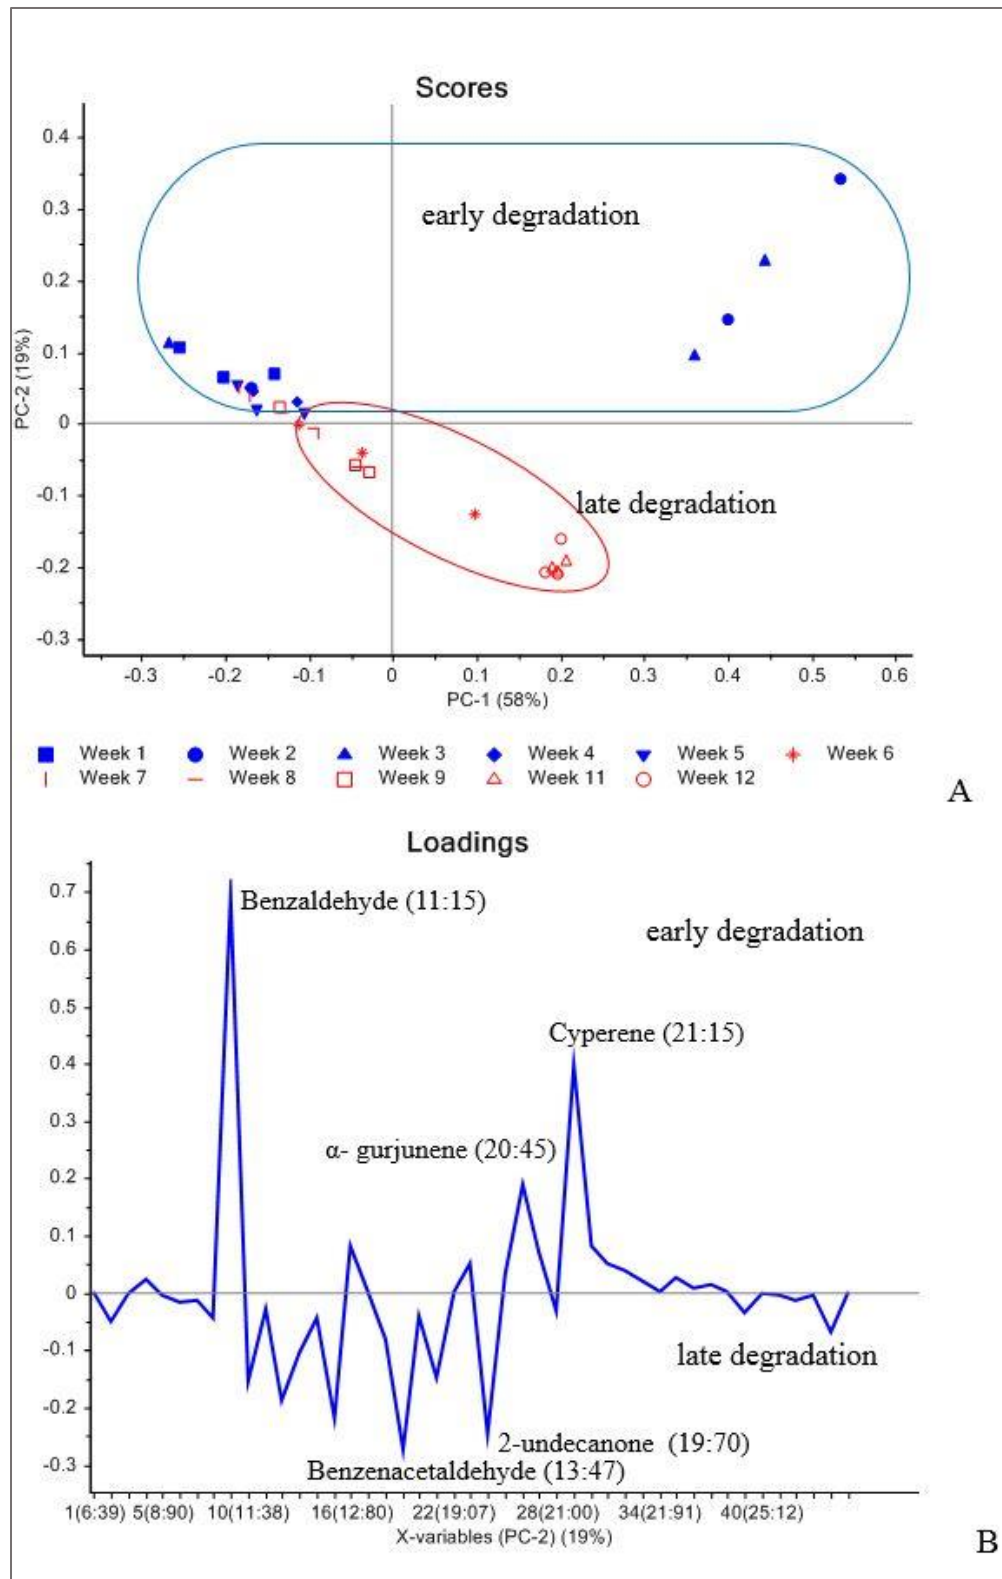 Scores
0.4
0.3
0.2
0.1
0
-0.1
-0.2
-0.3
PC-2 (19%)
early degradation
late degradation
-0.3 -0.2 -0.1 0 0.1 0.2 0.3 0.4 0.5 0.6
PC-1 (58%)
Week 1 Week 2 Week 3 Week 4 Week 5 Week 6
Week 7 Week 8 Week 9 Week 11 Week 12
A
Loadings
0.7
0.6
0.5
0.4
0.3
0.2
0.1
0
-0.1
-0.2
-0.3
Benzaldehyde (11:15)
early degradation
Cyperene (21:15)
α- gurjunene (20:45)
late degradation
2-undecanone (19:70)
Benzenacetaldehyde (13:47)
1(6:39) 5(8:90) 10(11:38) 16(12:80) 22(19:07) 28(21:00) 34(21:91) 40(25:12)
X-variables (PC-2) (19%)
B